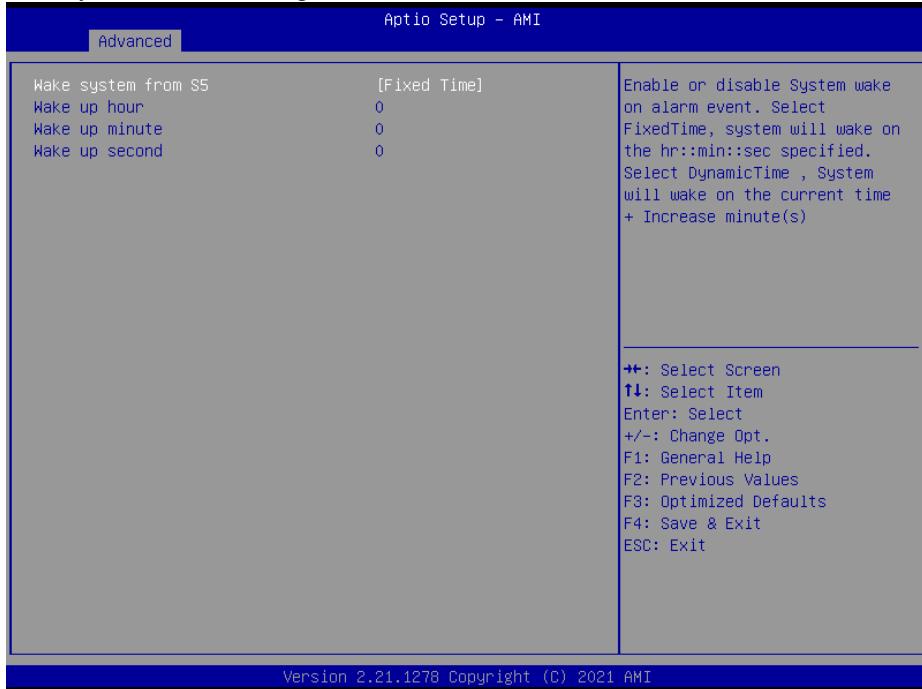 Aptio Setup – AMI
Advanced
Wake system from S5 [Fixed Time]
Wake up hour 0
Wake up minute 0
Wake up second 0
Enable or disable System wake
on alarm event. Select
FixedTime, system will wake on
the hr::min::sec specified.
Select DynamicTime , System
will wake on the current time
+ Increase minute(s)
→←: Select Screen
↑↓: Select Item
Enter: Select
+/-: Change Opt.
F1: General Help
F2: Previous Values
F3: Optimized Defaults
F4: Save & Exit
ESC: Exit
Version 2.21.1278 Copyright (C) 2021 AMI